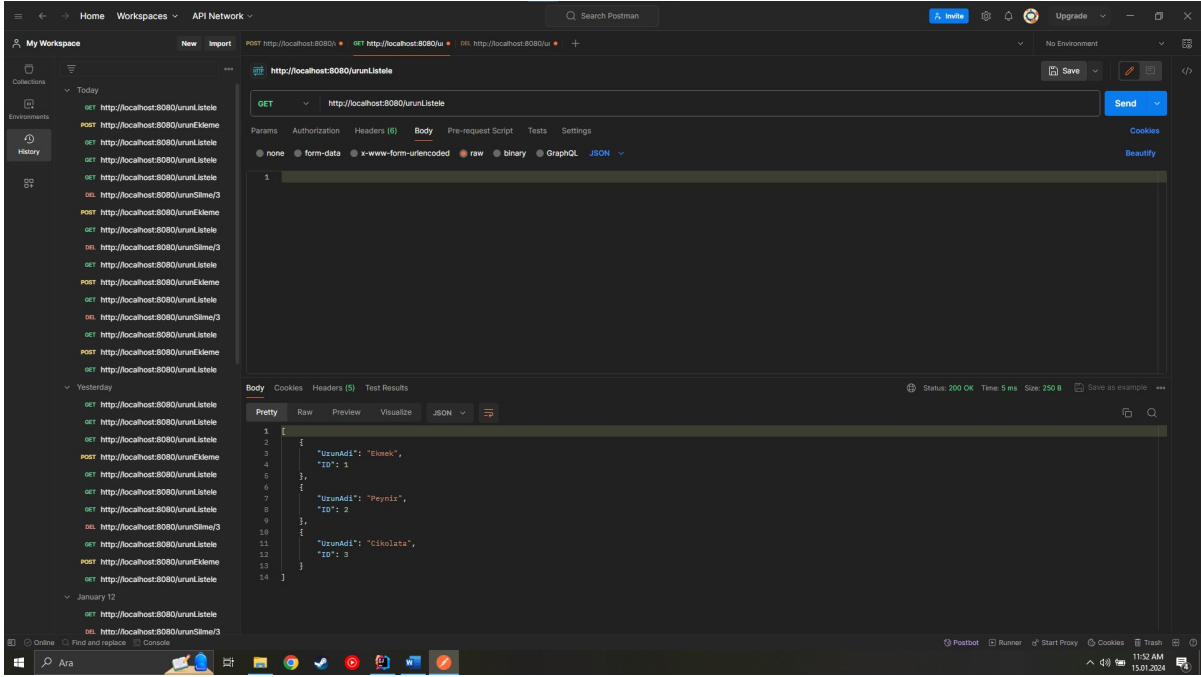 Home Workspaces API Network Search Postman Invite Upgrade
My Workspace New Import POST http://localhost:8080/ GET http://localhost:8080/u DEL http://localhost:8080/u No Environment
Collections
Environments
History
Today
GET http://localhost:8080/urunListele
POST http://localhost:8080/urunEkleme
GET http://localhost:8080/urunListele
GET http://localhost:8080/urunListele
GET http://localhost:8080/urunListele
DEL http://localhost:8080/urunSilme/3
POST http://localhost:8080/urunEkleme
GET http://localhost:8080/urunListele
DEL http://localhost:8080/urunSilme/3
GET http://localhost:8080/urunListele
POST http://localhost:8080/urunEkleme
GET http://localhost:8080/urunListele
DEL http://localhost:8080/urunSilme/3
GET http://localhost:8080/urunListele
POST http://localhost:8080/urunEkleme
GET http://localhost:8080/urunListele
Yesterday
GET http://localhost:8080/urunListele
GET http://localhost:8080/urunListele
GET http://localhost:8080/urunListele
POST http://localhost:8080/urunEkleme
GET http://localhost:8080/urunListele
GET http://localhost:8080/urunListele
GET http://localhost:8080/urunListele
DEL http://localhost:8080/urunSilme/3
GET http://localhost:8080/urunListele
POST http://localhost:8080/urunEkleme
GET http://localhost:8080/urunListele
January 12
GET http://localhost:8080/urunListele
DEL http://localhost:8080/urunSilme/3
HTTP http://localhost:8080/urunListele Save
GET http://localhost:8080/urunListele Send
Params Authorization Headers (6) Body Pre-request Script Tests Settings Cookies
none form-data x-www-form-urlencoded raw binary GraphQL JSON Beautify
1
Body Cookies Headers (5) Test Results Status: 200 OK Time: 5 ms Size: 250 B Save as example
Pretty Raw Preview Visualize JSON
1 [
2 {
3 "UrunAdi": "Ekmek",
4 "ID": 1
5 },
6 {
7 "UrunAdi": "Peynir",
8 "ID": 2
9 },
10 {
11 "UrunAdi": "Cikolata",
12 "ID": 3
13 }
14 ]
Online Find and replace Console Postbot Runner Start Proxy Cookies Trash
Ara
11:52 AM
15.01.2024